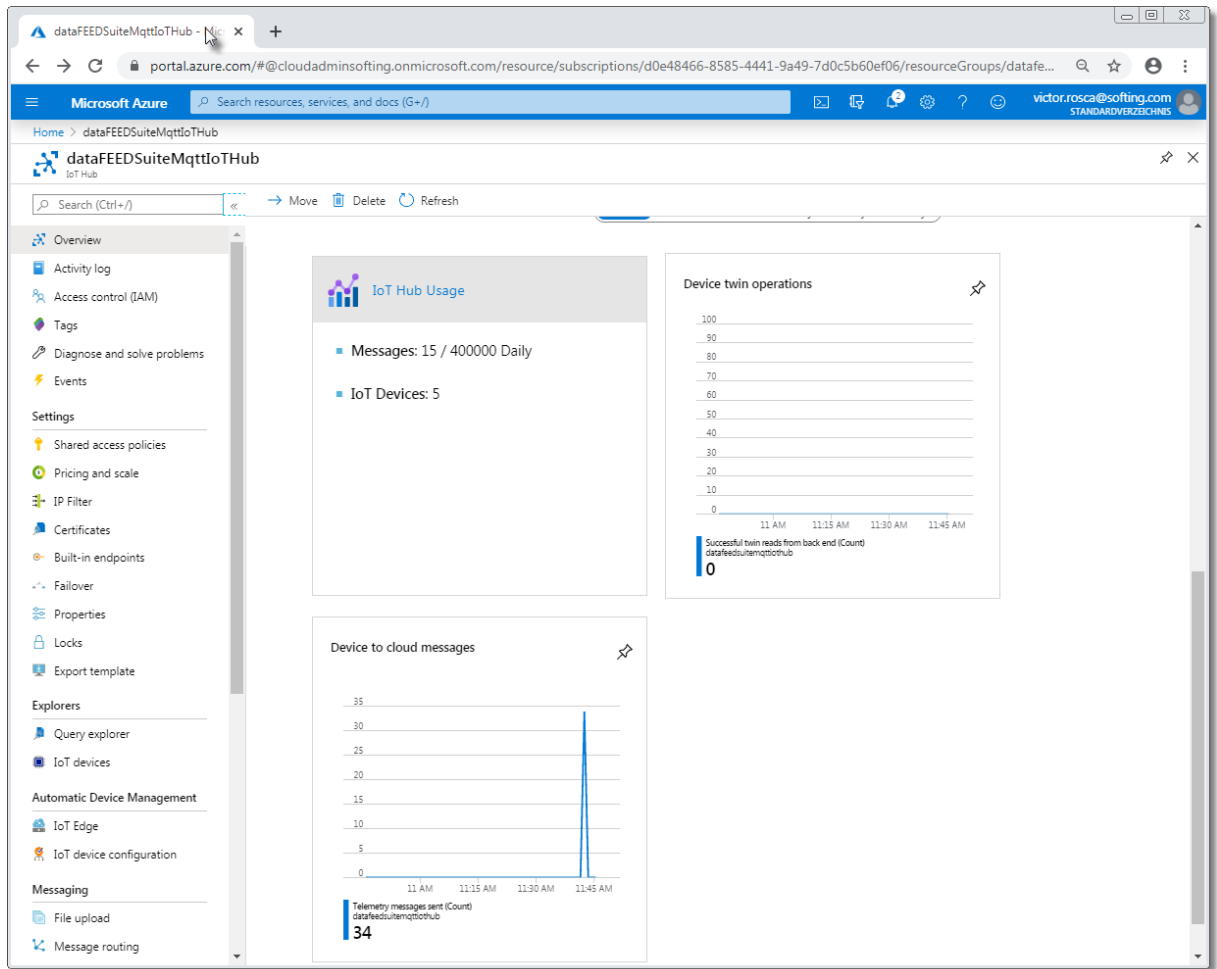 dataFEEDSuiteMqttIoTHub - Mic
portal.azure.com/#@cloudadminsofting.onmicrosoft.com/resource/subscriptions/d0e48466-8585-4441-9a49-7d0c5b60ef06/resourceGroups/datafe...
Microsoft Azure
Search resources, services, and docs (G+/)
2
victor.rosca@softing.com
STANDARDVERZEICHNIS
Home > dataFEEDSuiteMqttIoTHub
dataFEEDSuiteMqttIoTHub
IoT Hub
Search (Ctrl+/)
«
Move
Delete
Refresh
Overview
Activity log
Access control (IAM)
Tags
Diagnose and solve problems
Events
Settings
Shared access policies
Pricing and scale
IP Filter
Certificates
Built-in endpoints
Failover
Properties
Locks
Export template
Explorers
Query explorer
IoT devices
Automatic Device Management
IoT Edge
IoT device configuration
Messaging
File upload
Message routing
IoT Hub Usage
Messages: 15 / 400000 Daily
IoT Devices: 5
Device twin operations
100
90
80
70
60
50
40
30
20
10
0
11 AM 11:15 AM 11:30 AM 11:45 AM
Successful twin reads from back end (Count)
datafeedsuitemqttiothub
0
Device to cloud messages
35
30
25
20
15
10
5
0
11 AM 11:15 AM 11:30 AM 11:45 AM
Telemetry messages sent (Count)
datafeedsuitemqttiothub
34